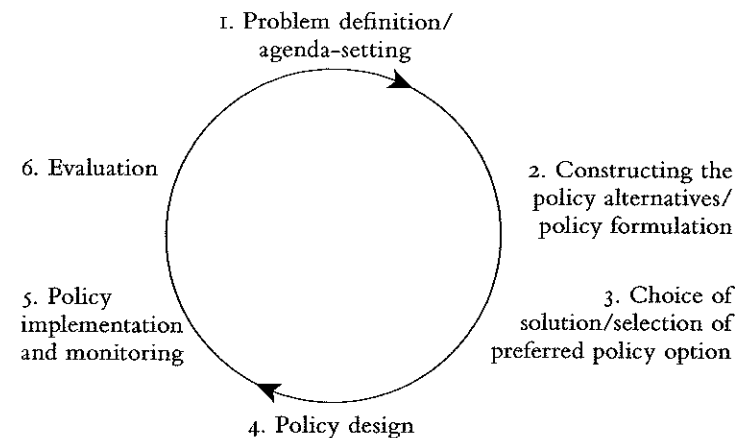 1. Problem definition/
agenda-setting
6. Evaluation
2. Constructing the
policy alternatives/
policy formulation
5. Policy
implementation
and monitoring
3. Choice of
solution/selection of
preferred policy option
4. Policy design